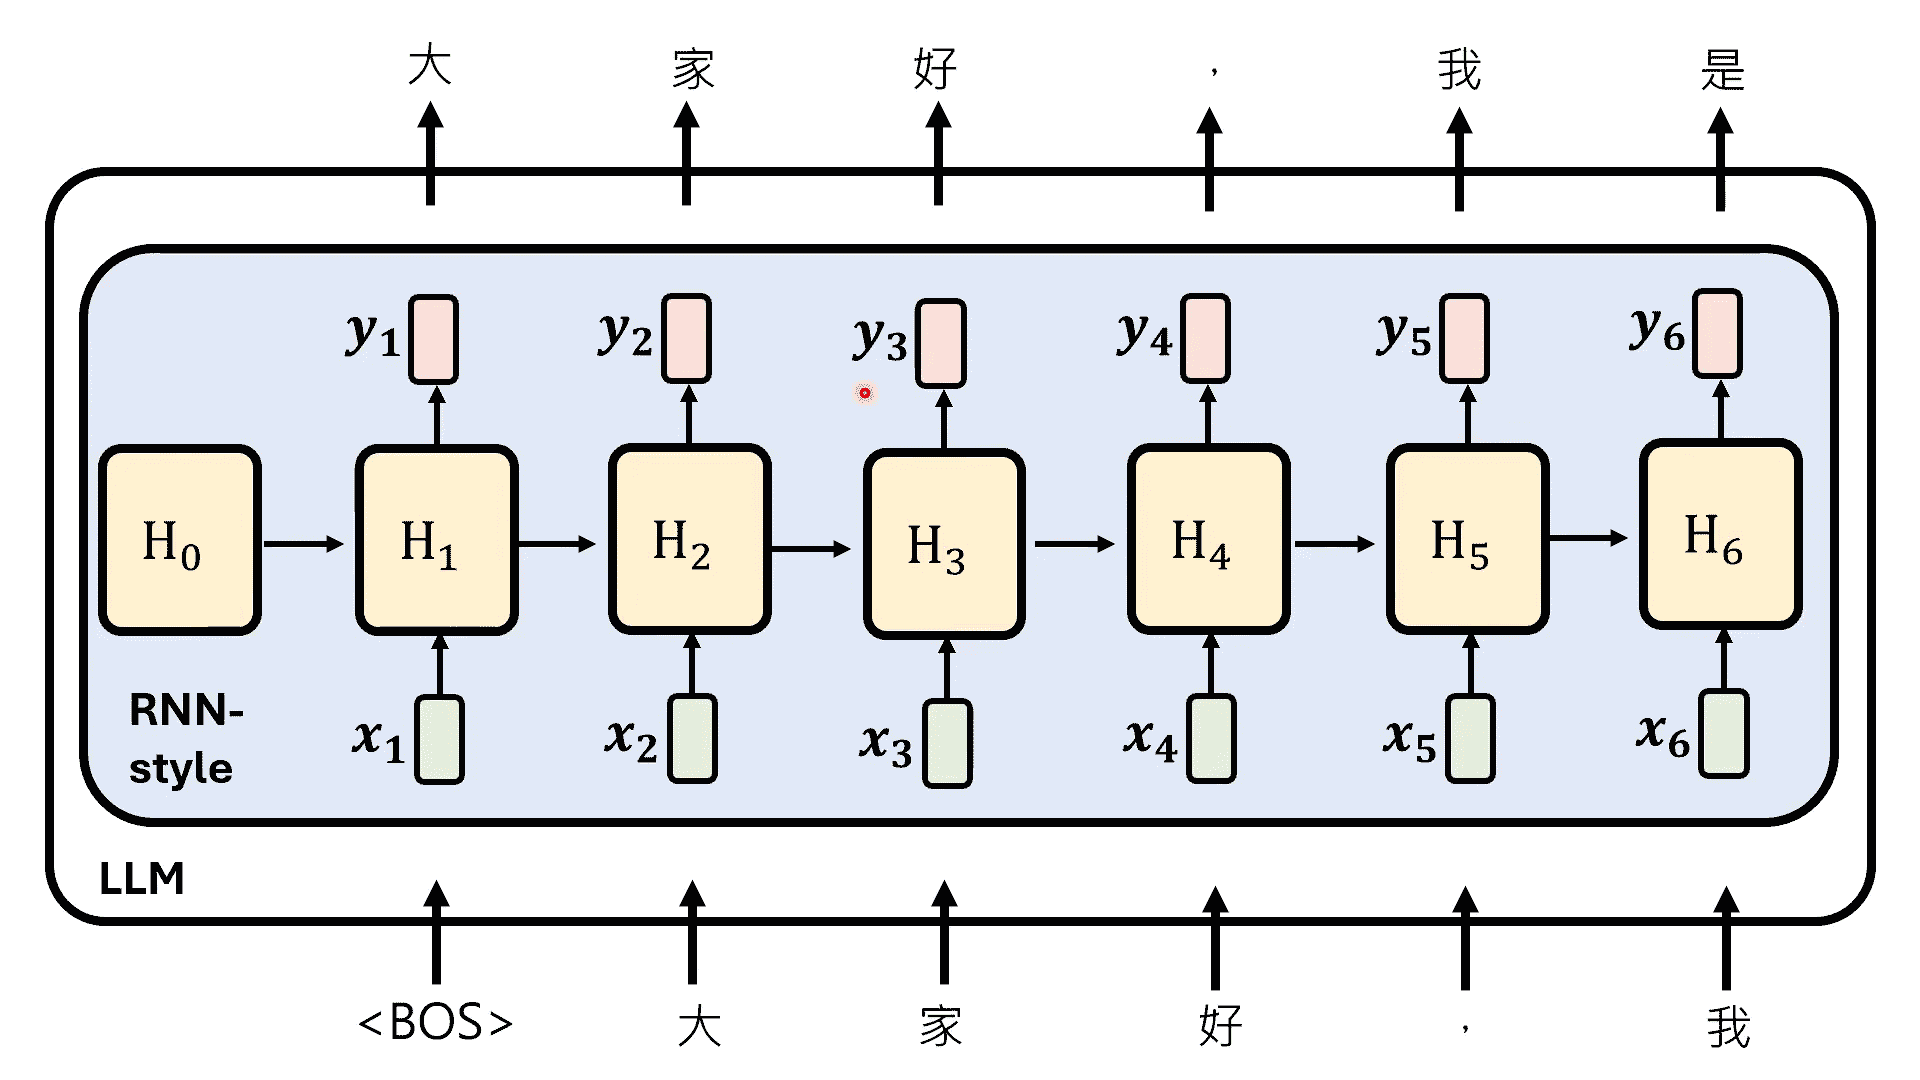 大 家 好 , 我 是
y₁ y₂ y₃ y₄ y₅ y₆
H₀ H₁ H₂ H₃ H₄ H₅ H₆
RNN-
style
x₁ x₂ x₃ x₄ x₅ x₆
LLM
<BOS> 大 家 好 , 我